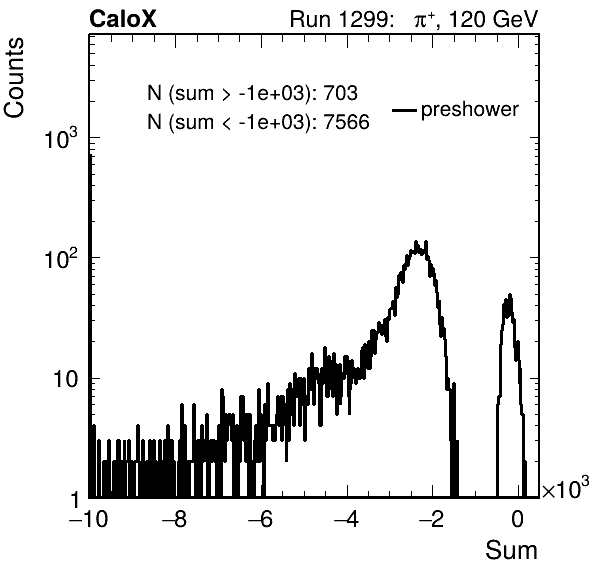 CaloX Run 1299: π+, 120 GeV
Counts
N (sum > -1e+03): 703
N (sum < -1e+03): 7566
preshower
10³
10²
10
1
−10 −8 −6 −4 −2 0 ×10³
Sum